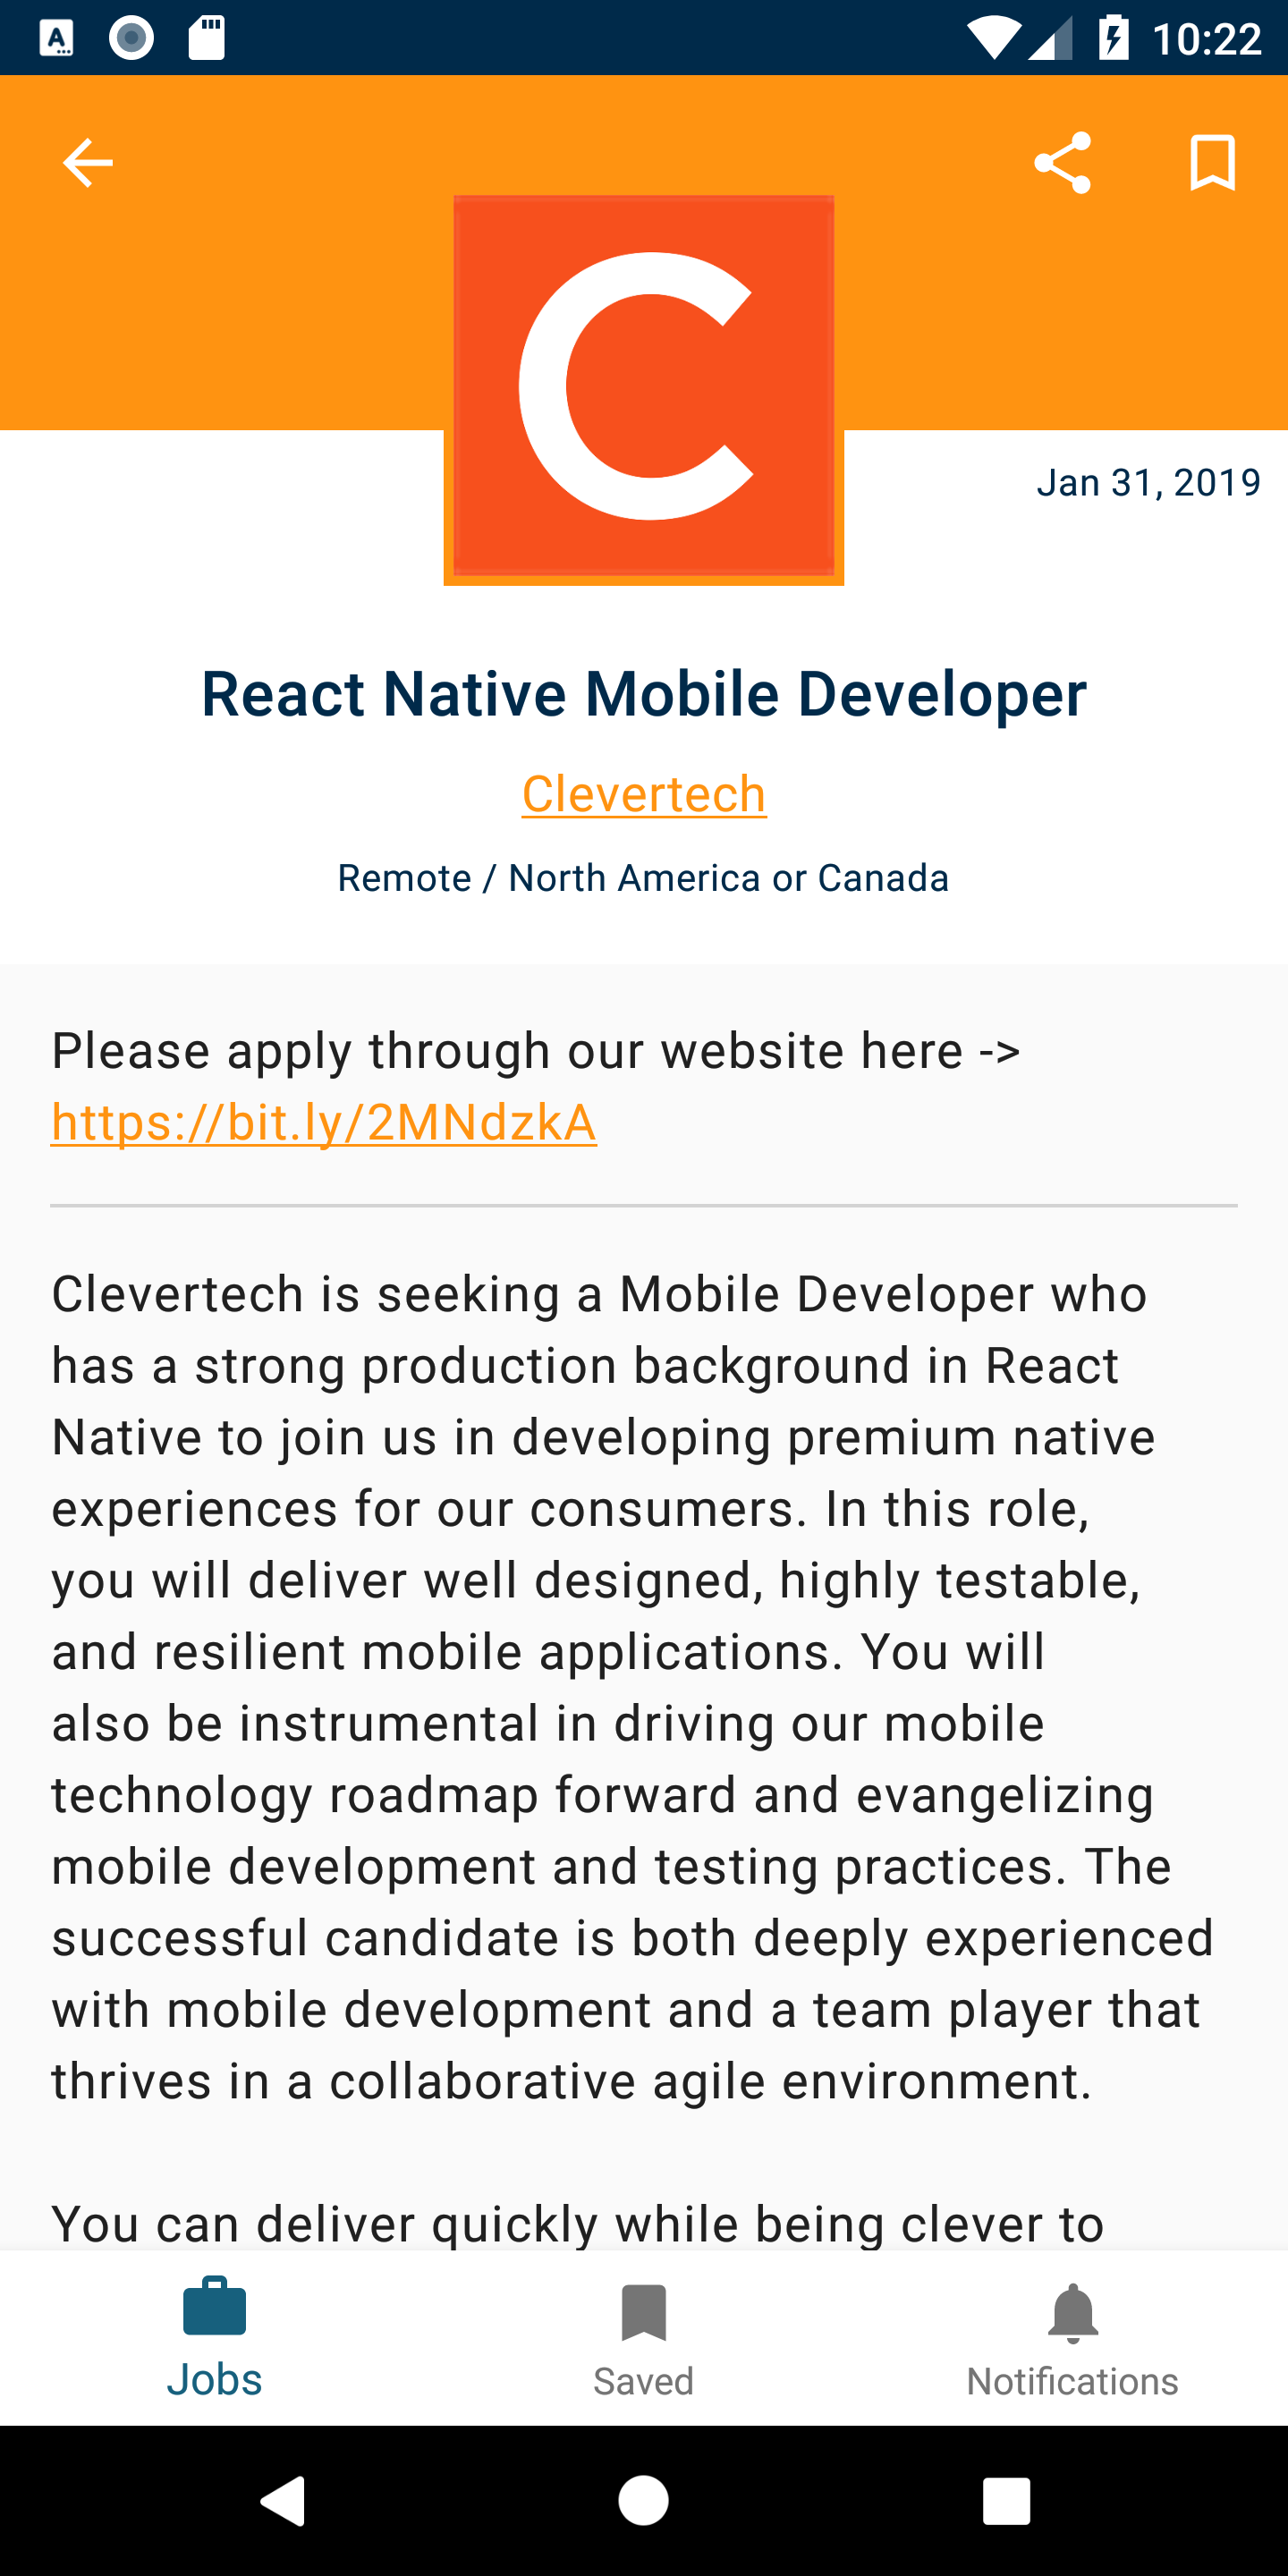 10:22
C
Jan 31, 2019
React Native Mobile Developer
Clevertech
Remote / North America or Canada
Please apply through our website here ->
https://bit.ly/2MNdzkA
Clevertech is seeking a Mobile Developer who
has a strong production background in React
Native to join us in developing premium native
experiences for our consumers. In this role,
you will deliver well designed, highly testable,
and resilient mobile applications. You will
also be instrumental in driving our mobile
technology roadmap forward and evangelizing
mobile development and testing practices. The
successful candidate is both deeply experienced
with mobile development and a team player that
thrives in a collaborative agile environment.
You can deliver quickly while being clever to
Jobs
Saved
Notifications